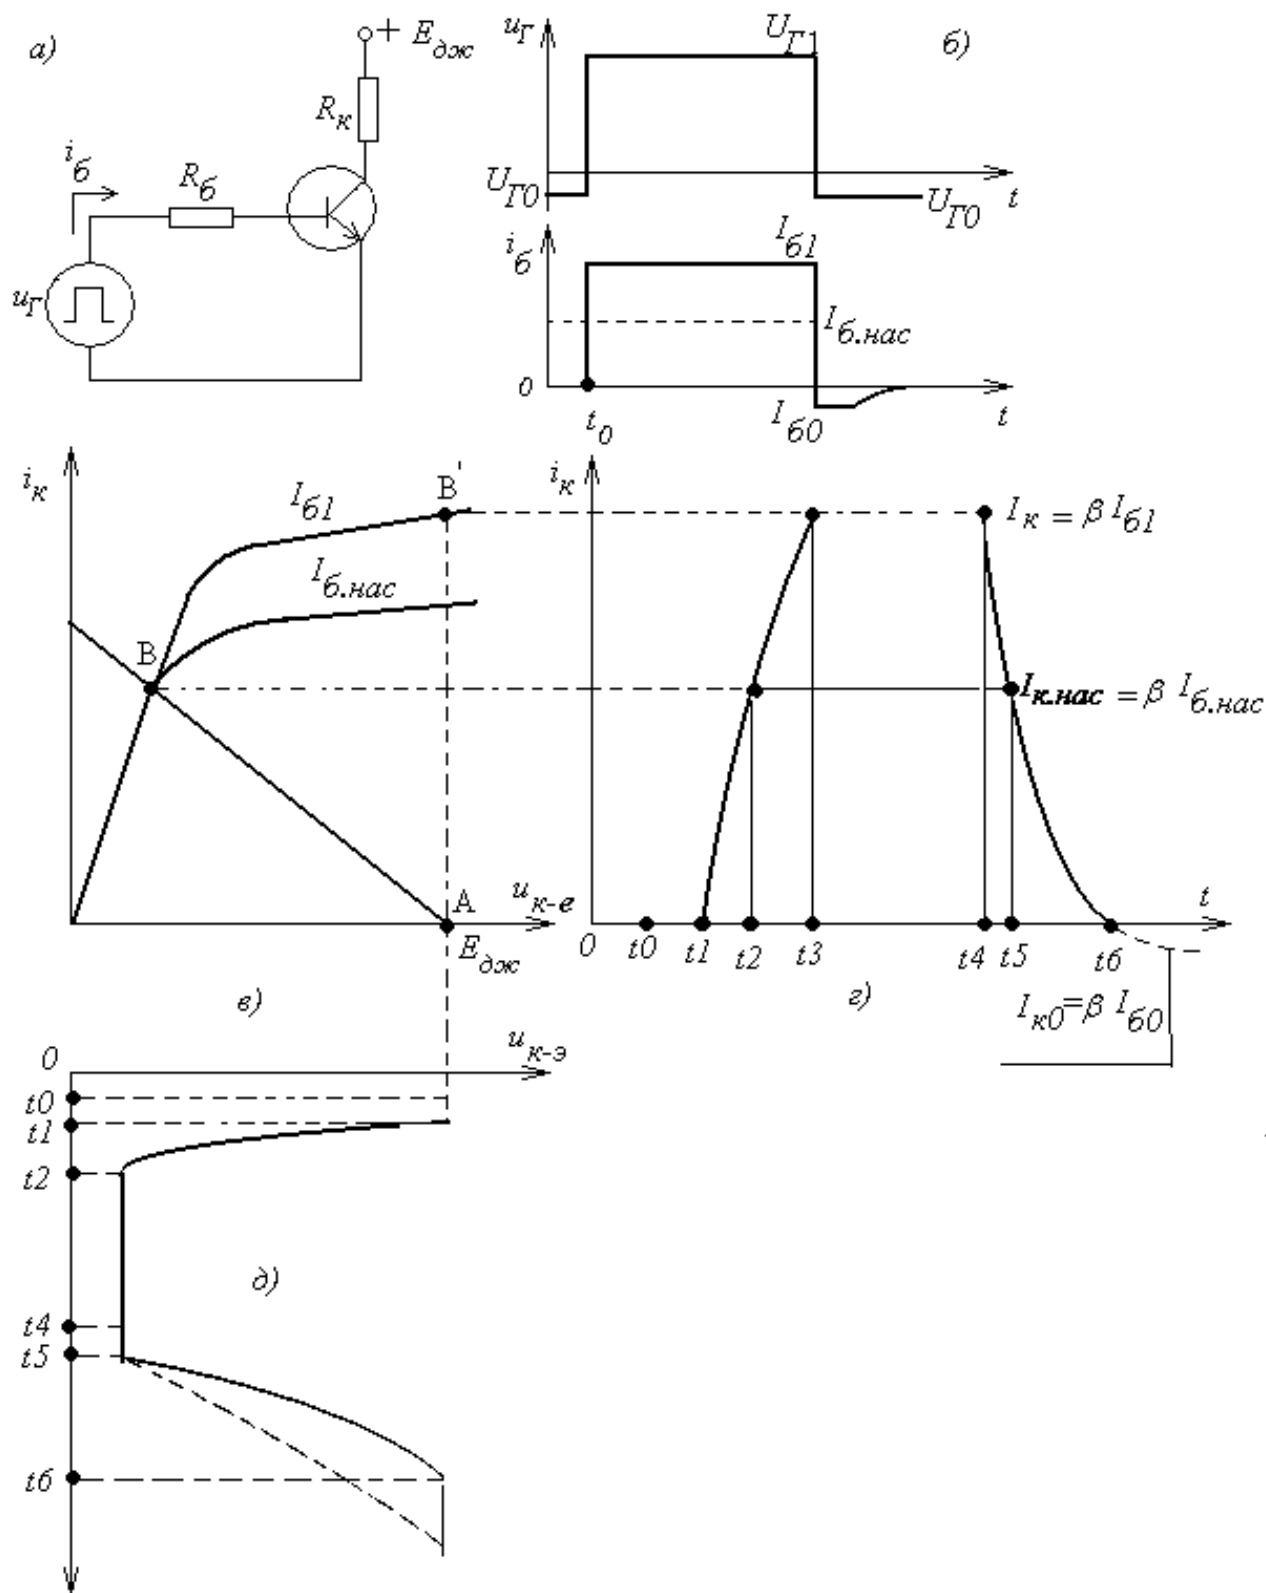 а)
+ E дж
R к
i б
R б
u Г
u Г
U Г1
б)
U Г0
U Г0
t
i б
I б1
I б.нас
0
t 0
I б0
t
i к
I б1
B'
I б.нас
B
A
u к-е
E дж
в)
i к
I к = β I б1
I к.нас = β I б.нас
t
0
t0
t1
t2
t3
t4
t5
t6
г)
I к0 = β I б0
0
u к-э
t0
t1
t2
д)
t4
t5
t6